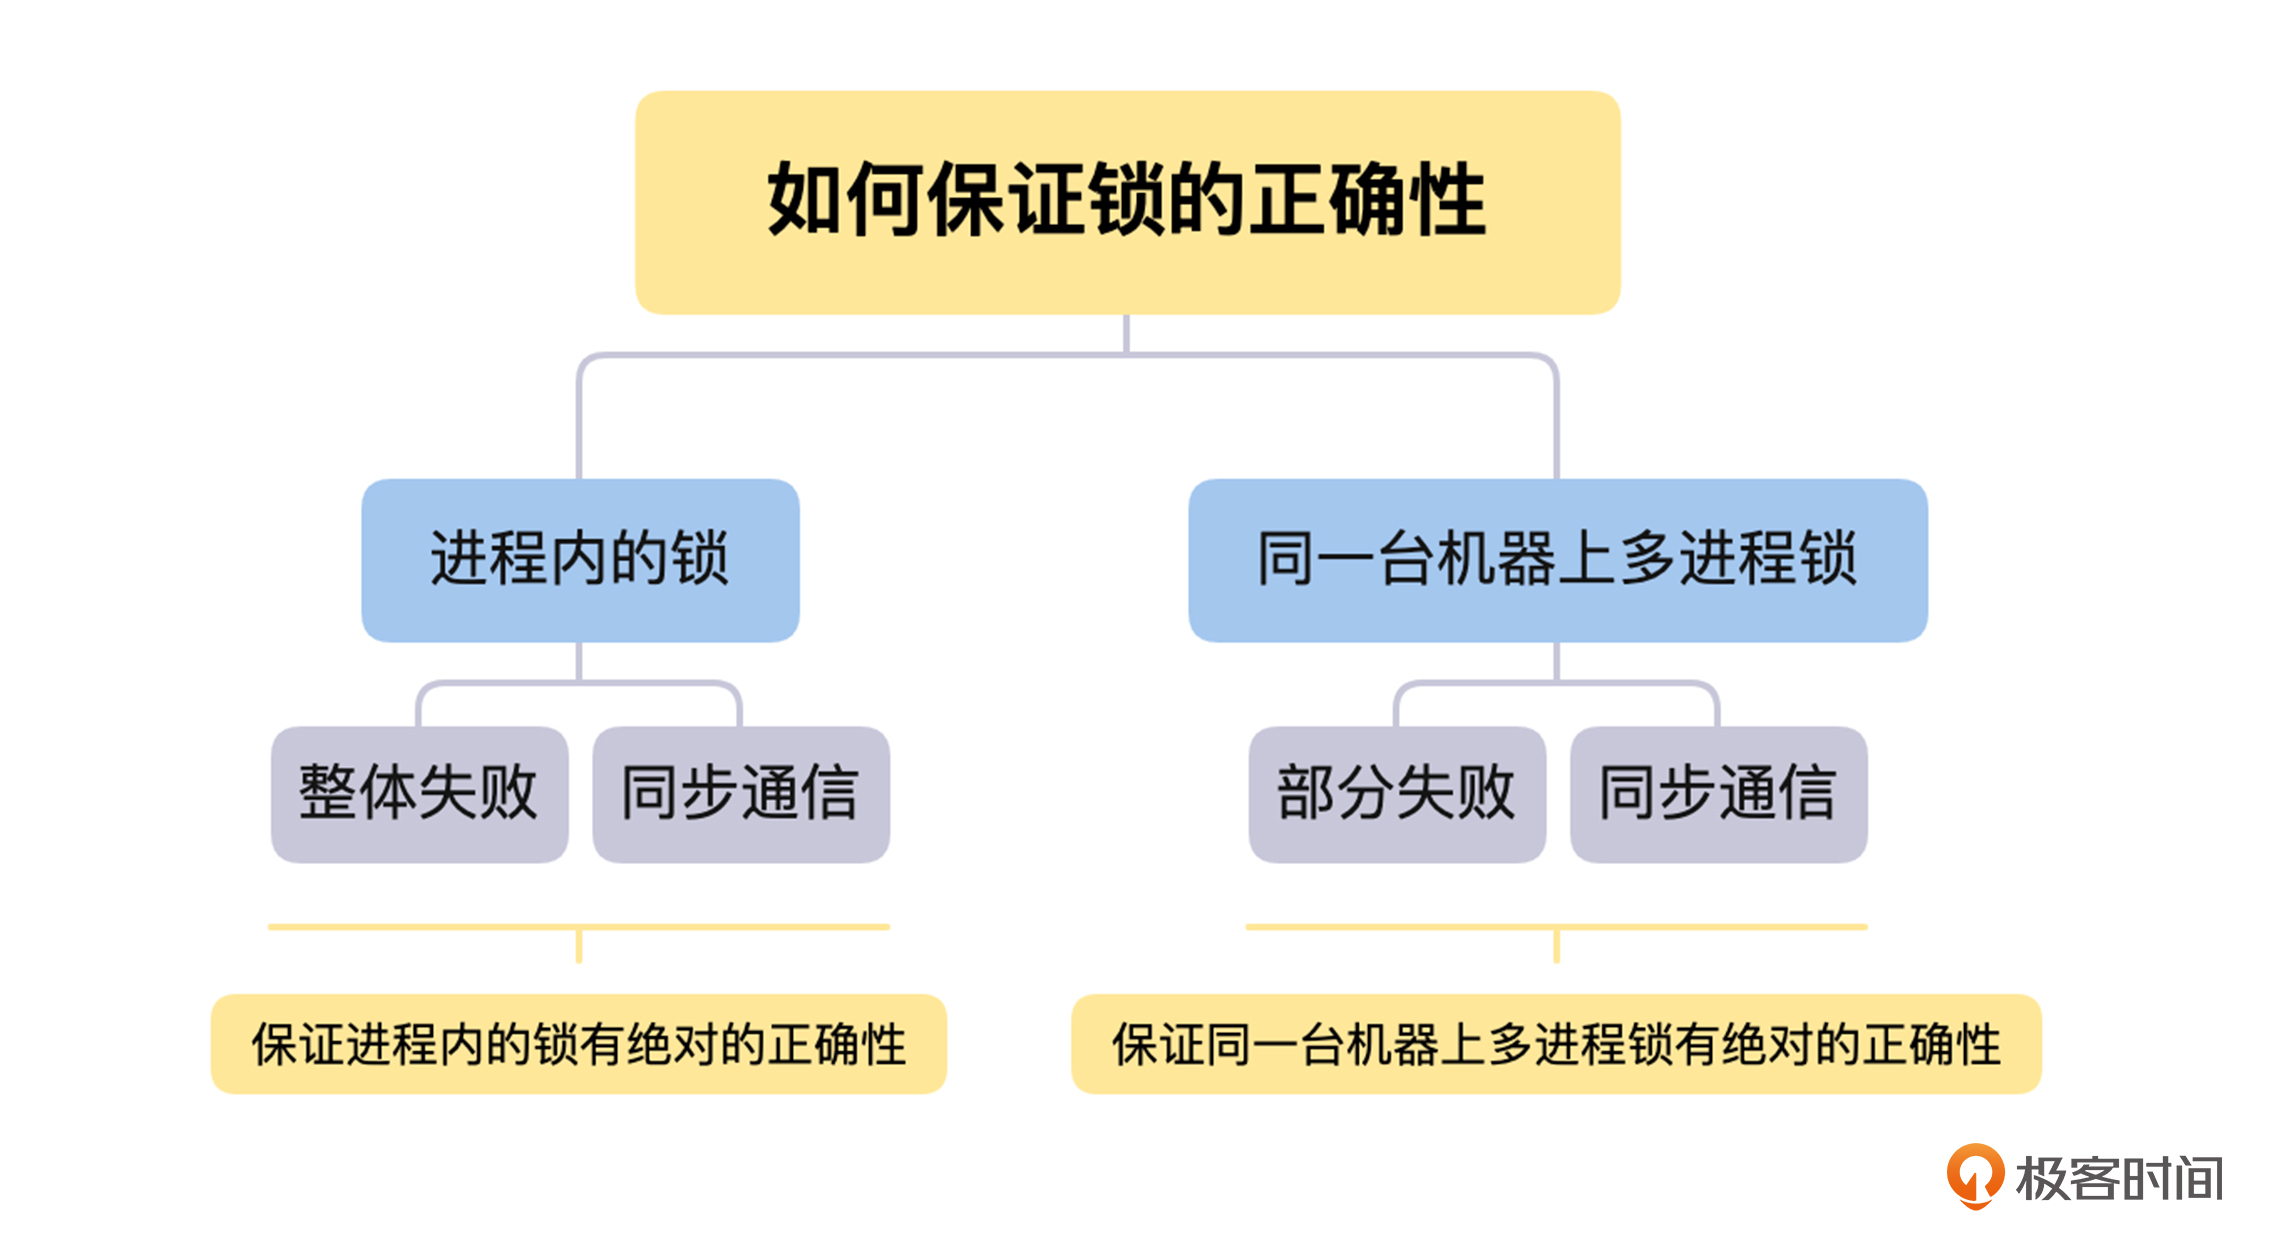 如何保证锁的正确性
进程内的锁
同一台机器上多进程锁
整体失败
同步通信
部分失败
同步通信
保证进程内的锁有绝对的正确性
保证同一台机器上多进程锁有绝对的正确性
极客时间